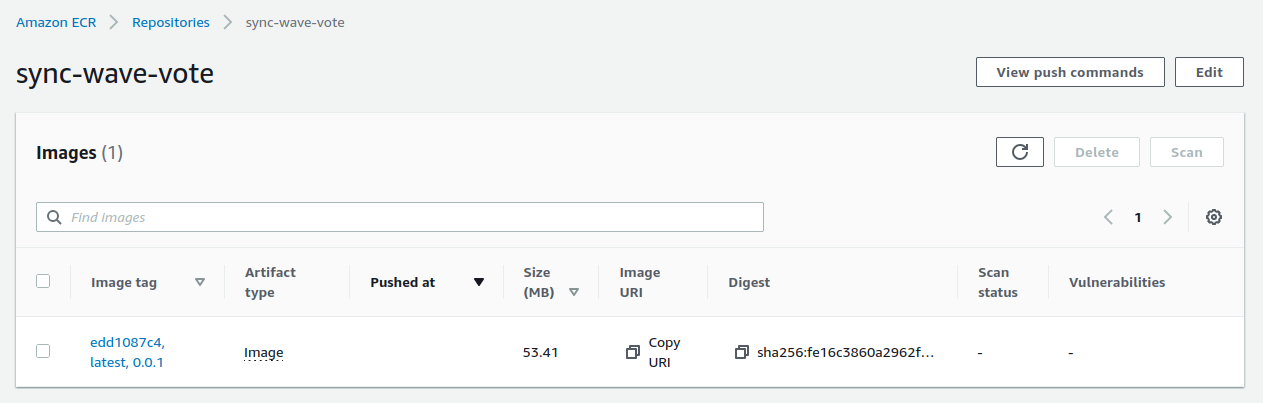 Amazon ECR > Repositories > sync-wave-vote
sync-wave-vote
View push commands
Edit
Images (1)
Delete
Scan
Find Images
1
Image tag
Artifact
type
Pushed at
Size
(MB)
Image
URI
Digest
Scan
status
Vulnerabilities
edd1087c4,
latest, 0.0.1
Image
53.41
Copy
URI
sha256:fe16c3860a2962f...
-
-